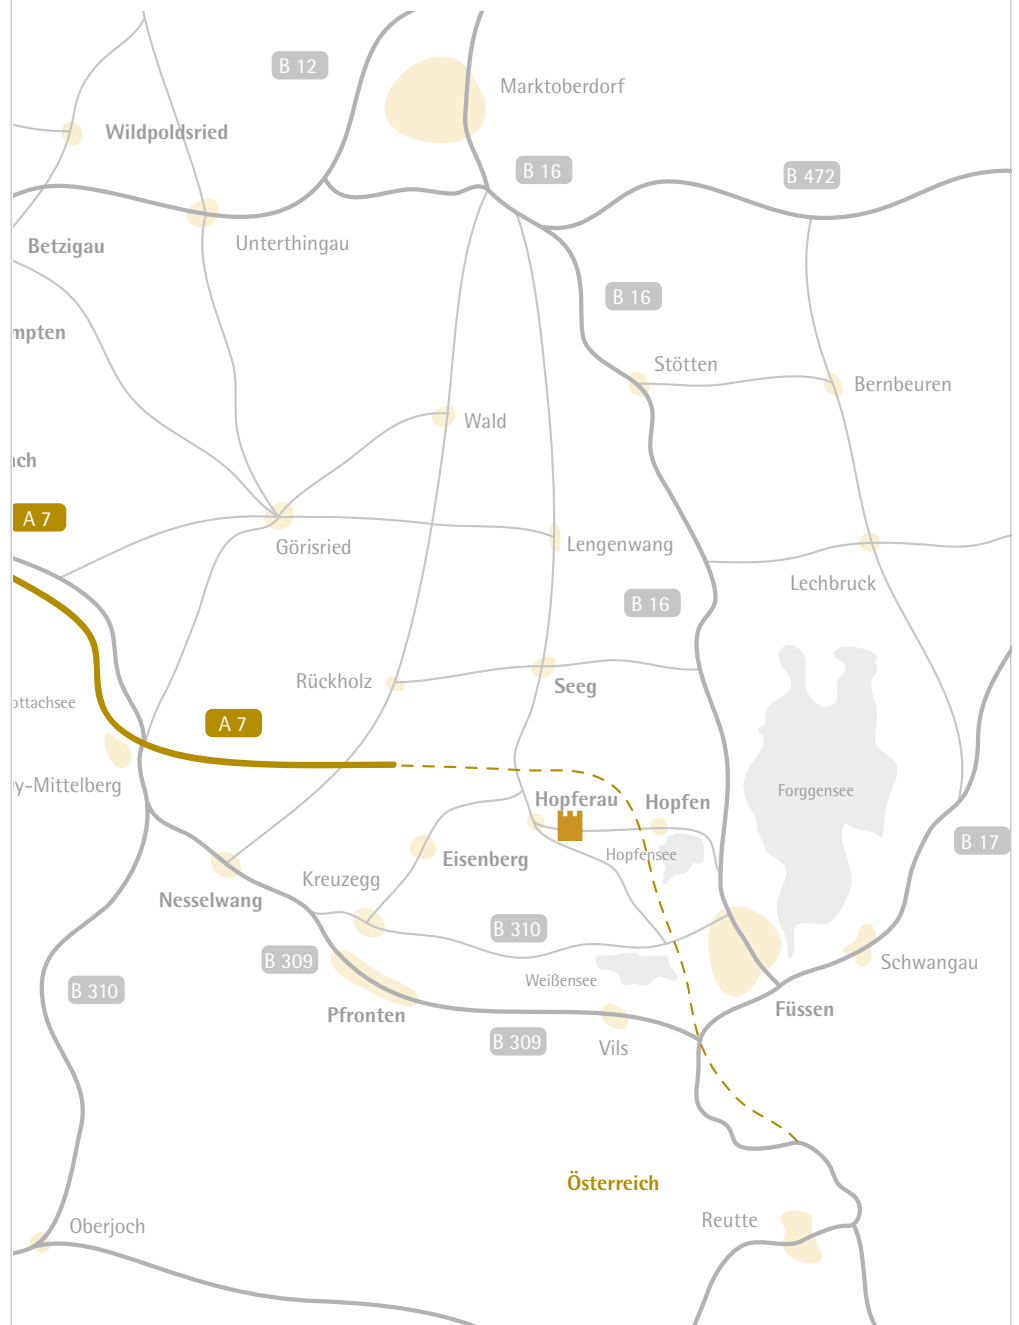 B 12
Marktoberdorf
Wildpoldsried
B 16
B 472
Unterthingau
Betzigau
B 16
mpten
Stötten
Bernbeuren
Wald
ch
A 7
Görisried
Lengenwang
Lechbruck
B 16
Rückholz
Seeg
ottachsee
A 7
y-Mittelberg
Forggensee
Hopferau
Hopfen
B 17
Hopfensee
Eisenberg
Kreuzegg
Nesselwang
B 310
B 309
Schwangau
Weißensee
B 310
Füssen
Pfronten
B 309
Vils
Österreich
Reutte
Oberjoch